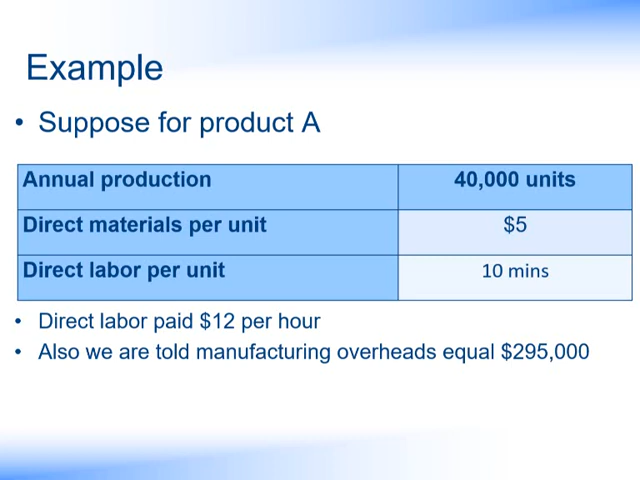 Example
• Suppose for product A
Annual production 40,000 units
Direct materials per unit $5
Direct labor per unit 10 mins
• Direct labor paid $12 per hour
• Also we are told manufacturing overheads equal $295,000